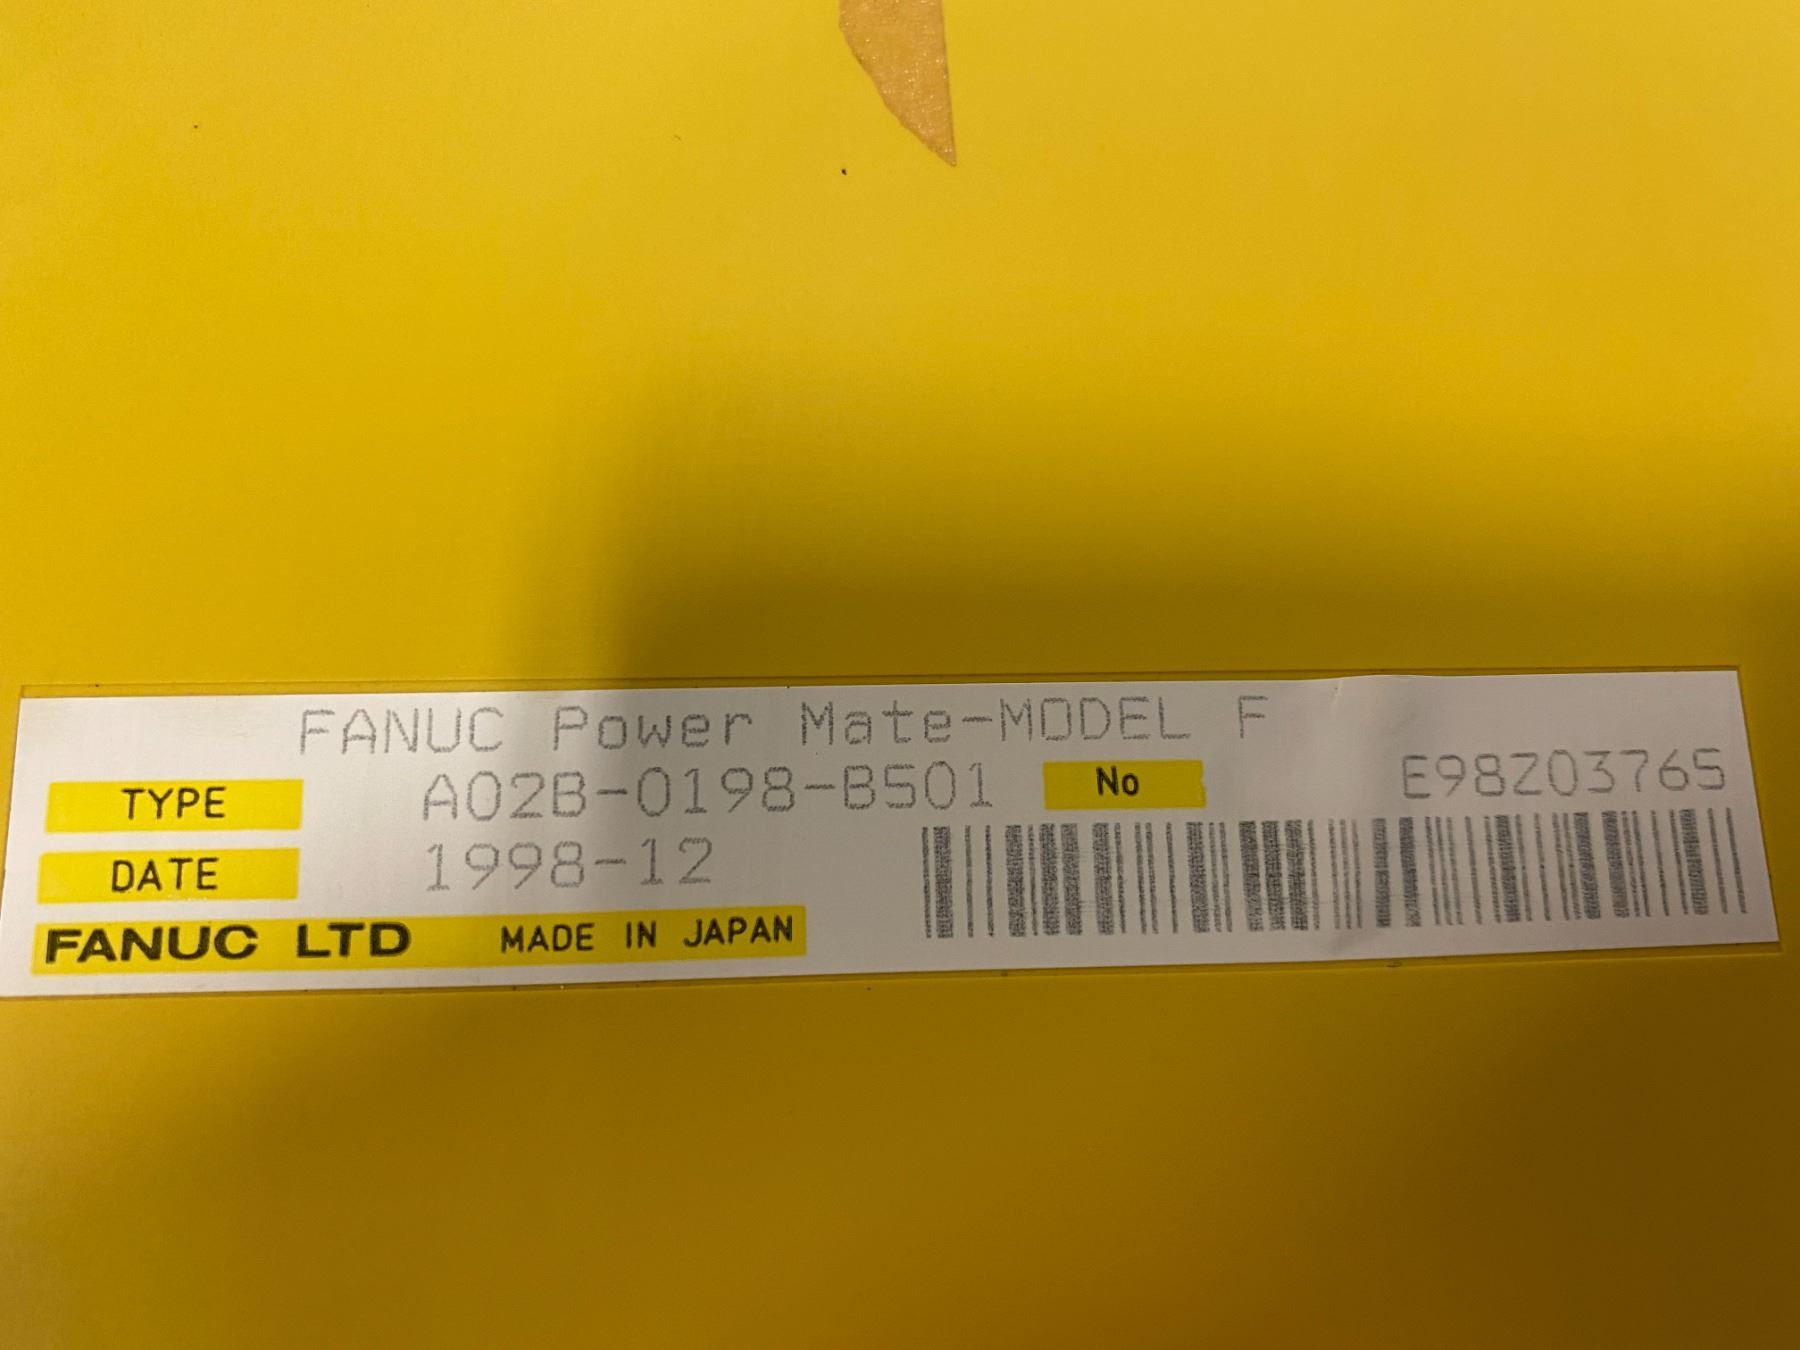 FANUC Power Mate-MODEL F
TYPE A02B-0198-B501 No E98Z03765
DATE 1998-12
FANUC LTD MADE IN JAPAN